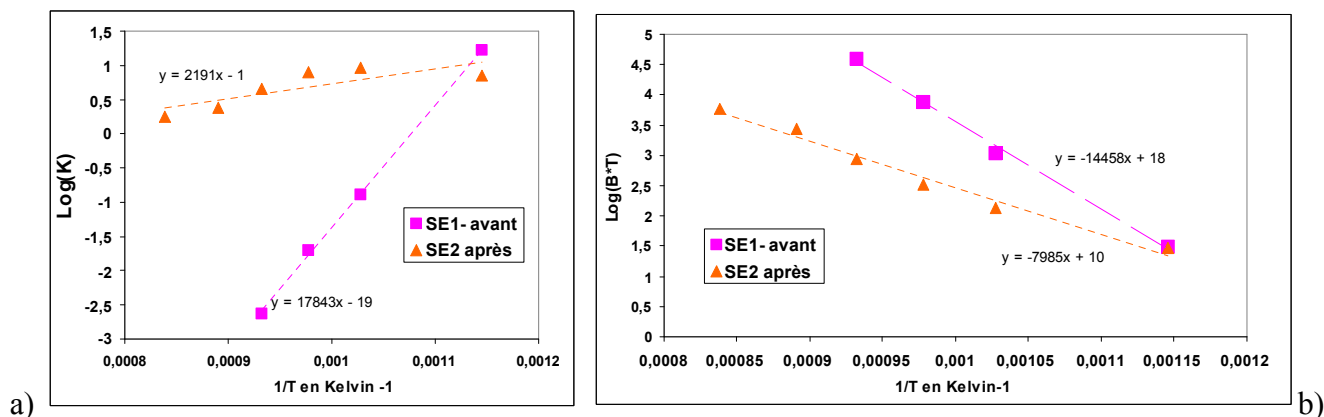 1,5
1
0,5
0
-0,5
-1
-1,5
-2
-2,5
-3
Log(K)
y = 2191x - 1
y = 17843x - 19
SE1- avant
SE2 après
0,0008 0,0009 0,001 0,0011 0,0012
1/T en Kelvin -1
a)
5
4,5
4
3,5
3
2,5
2
1,5
1
0,5
0
Log(B*T)
y = -14458x + 18
y = -7985x + 10
SE1- avant
SE2 après
0,0008 0,00085 0,0009 0,00095 0,001 0,00105 0,0011 0,00115 0,0012
1/T en Kelvin-1
b)